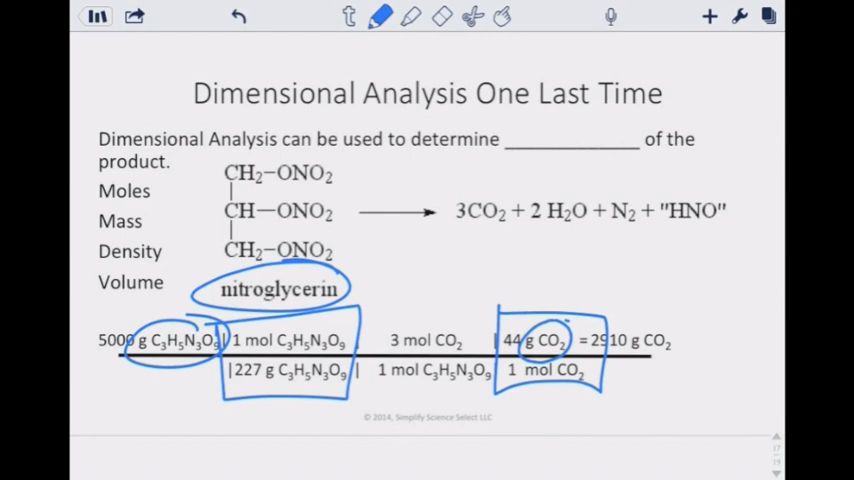 Dimensional Analysis One Last Time
Dimensional Analysis can be used to determine ______________ of the
product.
Moles
Mass
Density
Volume
CH₂−ONO₂
CH−ONO₂
CH₂−ONO₂
3CO₂ + 2 H₂O + N₂ + "HNO"
nitroglycerin
5000 g C₃H₅N₃O₉| 1 mol C₃H₅N₃O₉ | 3 mol CO₂ | 44 g CO₂ = 2910 g CO₂
|227 g C₃H₅N₃O₉ | 1 mol C₃H₅N₃O₉ 1 mol CO₂
© 2014, Simplify Science Select LLC
17
19